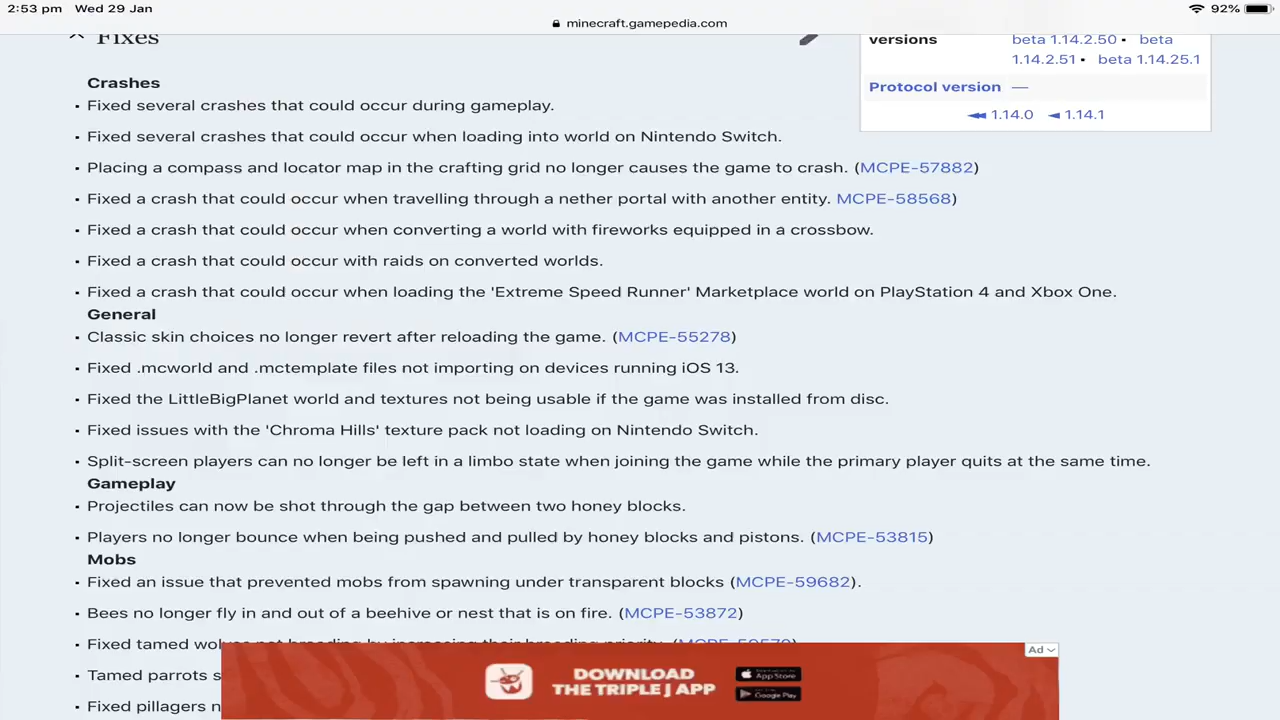 2:53 pm Wed 29 Jan 92%
minecraft.gamepedia.com
Fixes
versions beta 1.14.2.50 • beta
1.14.2.51 • beta 1.14.25.1
Protocol version —
◄◄ 1.14.0 ◄ 1.14.1
Crashes
▪ Fixed several crashes that could occur during gameplay.
▪ Fixed several crashes that could occur when loading into world on Nintendo Switch.
▪ Placing a compass and locator map in the crafting grid no longer causes the game to crash. (MCPE-57882)
▪ Fixed a crash that could occur when travelling through a nether portal with another entity. MCPE-58568)
▪ Fixed a crash that could occur when converting a world with fireworks equipped in a crossbow.
▪ Fixed a crash that could occur with raids on converted worlds.
▪ Fixed a crash that could occur when loading the 'Extreme Speed Runner' Marketplace world on PlayStation 4 and Xbox One.
General
▪ Classic skin choices no longer revert after reloading the game. (MCPE-55278)
▪ Fixed .mcworld and .mctemplate files not importing on devices running iOS 13.
▪ Fixed the LittleBigPlanet world and textures not being usable if the game was installed from disc.
▪ Fixed issues with the 'Chroma Hills' texture pack not loading on Nintendo Switch.
▪ Split-screen players can no longer be left in a limbo state when joining the game while the primary player quits at the same time.
Gameplay
▪ Projectiles can now be shot through the gap between two honey blocks.
▪ Players no longer bounce when being pushed and pulled by honey blocks and pistons. (MCPE-53815)
Mobs
▪ Fixed an issue that prevented mobs from spawning under transparent blocks (MCPE-59682).
▪ Bees no longer fly in and out of a beehive or nest that is on fire. (MCPE-53872)
▪ Fixed tamed wolves not breeding by increasing their breeding priority.
▪ Tamed parrots s
▪ Fixed pillagers n
Ad
DOWNLOAD
THE TRIPLE J APP
App Store
Google Play